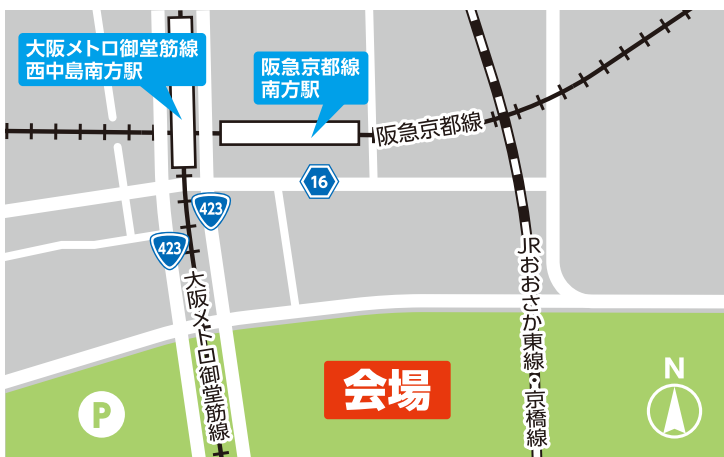 大阪メトロ御堂筋線
西中島南方駅
阪急京都線
南方駅
阪急京都線
16
423
423
大阪メトロ御堂筋線
JRおおさか東線・京橋線
会場
P
N